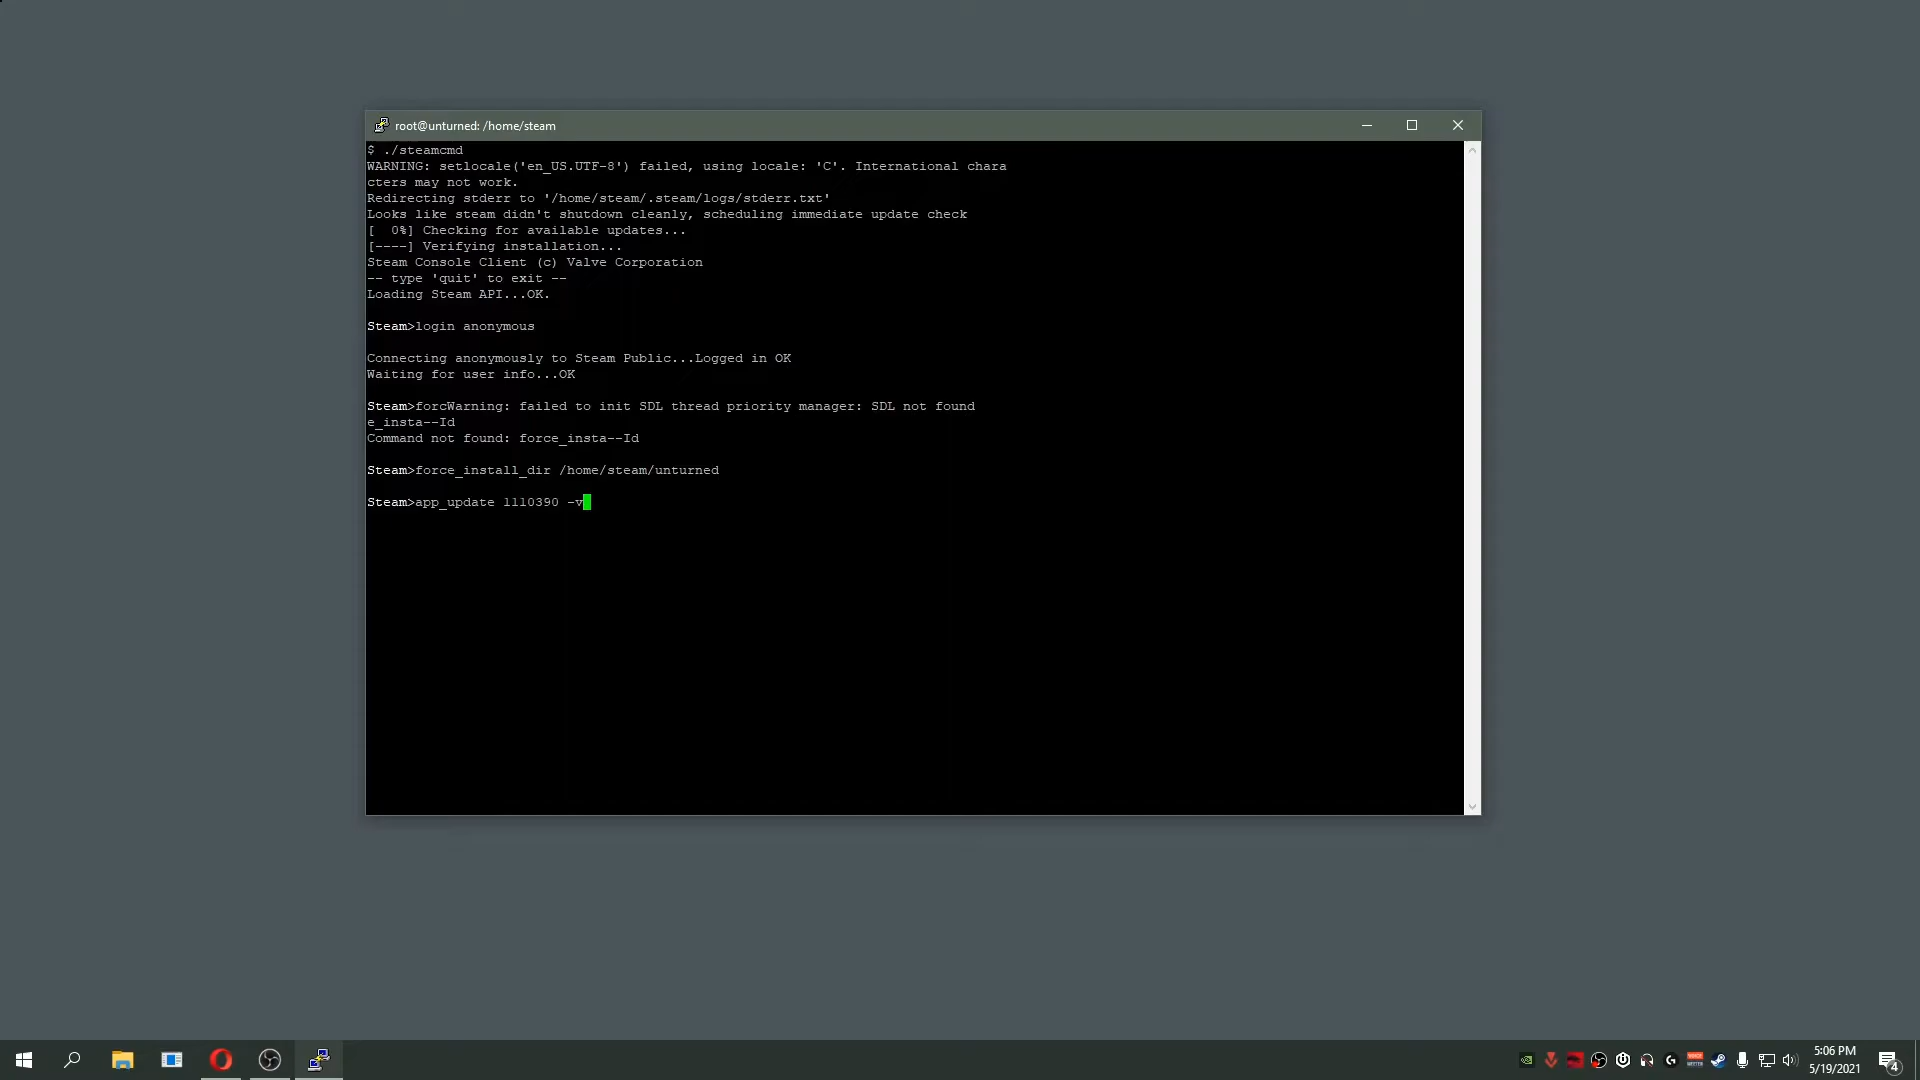 root@unturned: /home/steam
$ ./steamcmd
WARNING: setlocale('en_US.UTF-8') failed, using locale: 'C'. International chara
cters may not work.
Redirecting stderr to '/home/steam/.steam/logs/stderr.txt'
Looks like steam didn't shutdown cleanly, scheduling immediate update check
[  0%] Checking for available updates...
[----] Verifying installation...
Steam Console Client (c) Valve Corporation
-- type 'quit' to exit --
Loading Steam API...OK.
Steam>login anonymous
Connecting anonymously to Steam Public...Logged in OK
Waiting for user info...OK
Steam>forcWarning: failed to init SDL thread priority manager: SDL not found
e_insta--Id
Command not found: force_insta--Id
Steam>force_install_dir /home/steam/unturned
Steam>app_update 1110390 -v
5:06 PM
5/19/2021
4